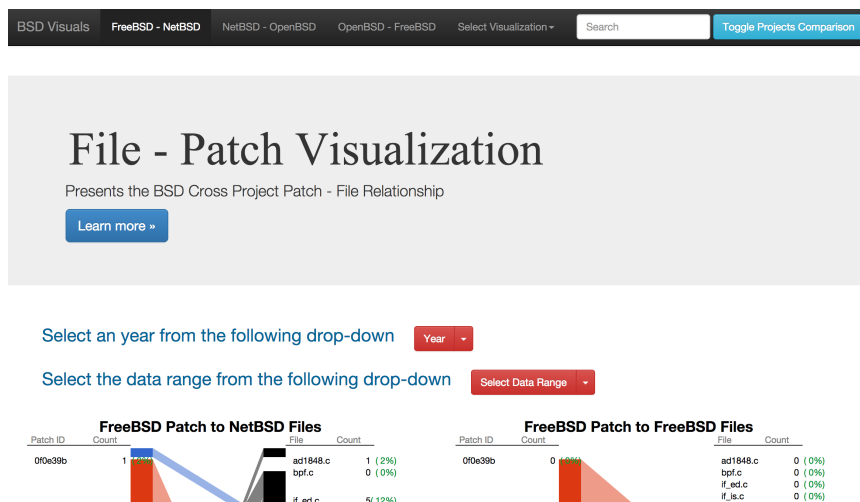 BSD Visuals FreeBSD - NetBSD NetBSD - OpenBSD OpenBSD - FreeBSD Select Visualization Search Toggle Projects Comparison
File - Patch Visualization
Presents the BSD Cross Project Patch - File Relationship
Learn more »
Select an year from the following drop-down Year
Select the data range from the following drop-down Select Data Range
FreeBSD Patch to NetBSD Files
Patch ID Count File Count
0f0e39b 1 ad1848.c 1 ( 2%)
bpf.c 0 ( 0%)
if_ed.c 5( 12%)
FreeBSD Patch to FreeBSD Files
Patch ID Count File Count
0f0e39b 0 ad1848.c 0 ( 0%)
bpf.c 0 ( 0%)
if_ed.c 0 ( 0%)
if_is.c 0 ( 0%)